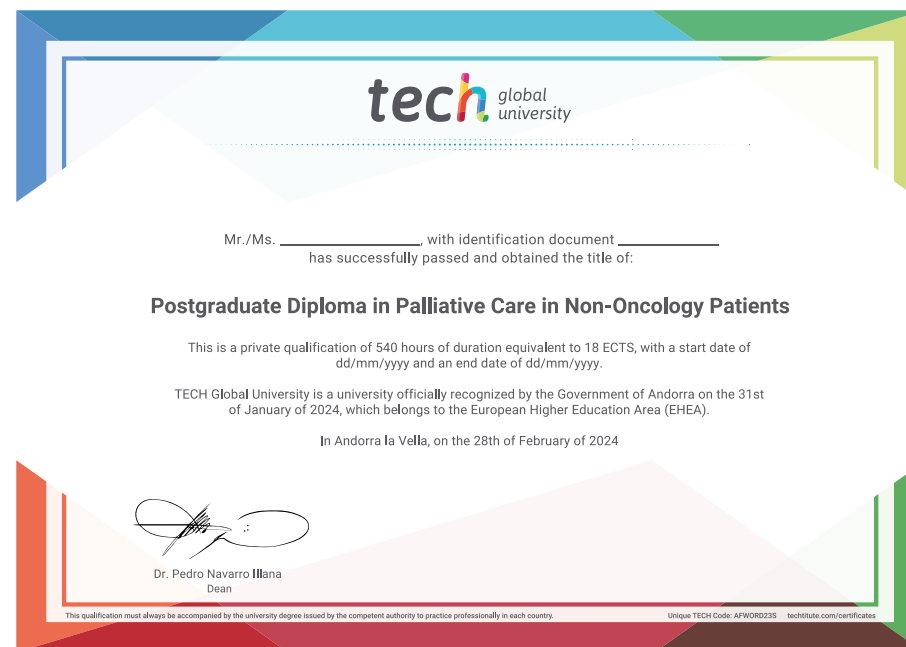 tech global
university
Mr./Ms. ____________________, with identification document ______________
has successfully passed and obtained the title of:
Postgraduate Diploma in Palliative Care in Non-Oncology Patients
This is a private qualification of 540 hours of duration equivalent to 18 ECTS, with a start date of
dd/mm/yyyy and an end date of dd/mm/yyyy.
TECH Global University is a university officially recognized by the Government of Andorra on the 31st
of January of 2024, which belongs to the European Higher Education Area (EHEA).
In Andorra la Vella, on the 28th of February of 2024
Dr. Pedro Navarro Illana
Dean
This qualification must always be accompanied by the university degree issued by the competent authority to practice professionally in each country.
Unique TECH Code: AFWORD23S techtitute.com/certificates